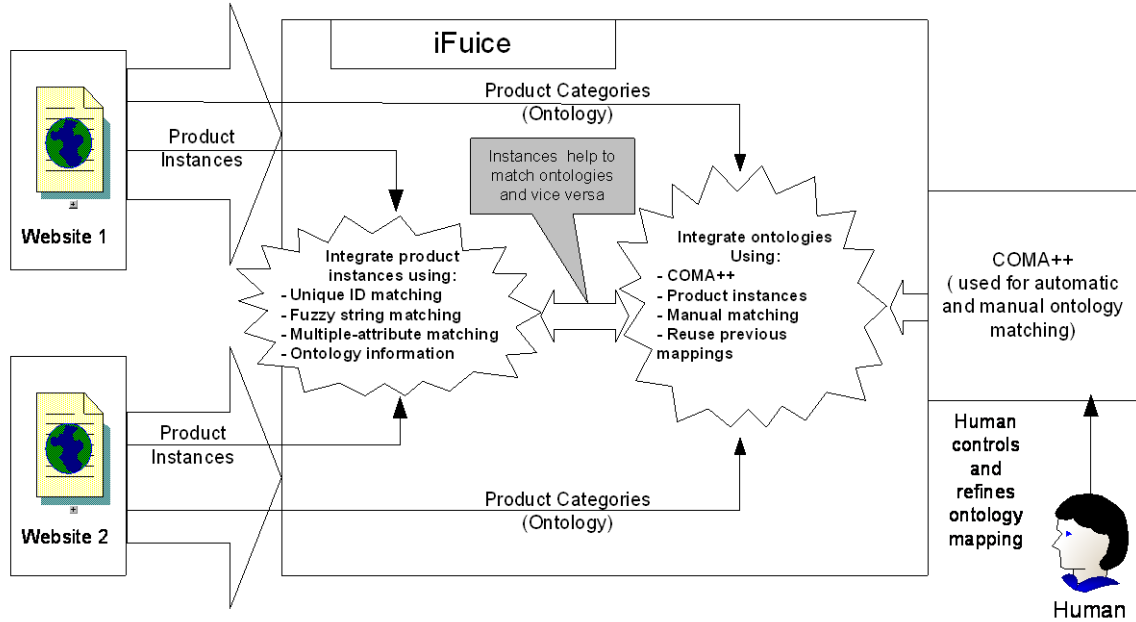 iFuice
Product Categories
(Ontology)
Product
Instances
Instances help to
match ontologies
and vice versa
Website 1
Integrate product
instances using:
- Unique ID matching
- Fuzzy string matching
- Multiple-attribute matching
- Ontology information
Integrate ontologies
Using:
- COMA++
- Product instances
- Manual matching
- Reuse previous
mappings
COMA++
( used for automatic
and manual ontology
matching)
Product
Instances
Website 2
Product Categories
(Ontology)
Human
controls
and
refines
ontology
mapping
Human